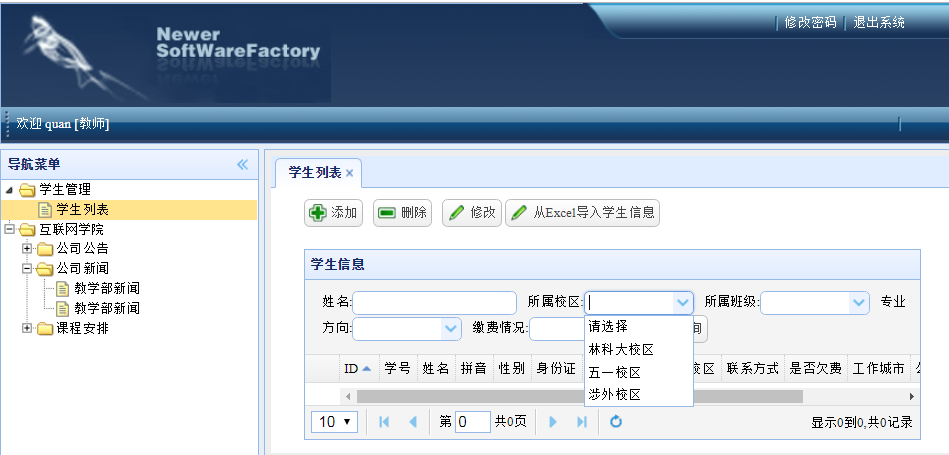 Newer
SoftWareFactory
修改密码 退出系统
欢迎 quan [教师]
导航菜单
学生管理
学生列表
互联网学院
公司公告
公司新闻
教学部新闻
教学部新闻
课程安排
学生列表
添加 删除 修改 从Excel导入学生信息
学生信息
姓名: 所属校区: 所属班级: 专业
方向: 缴费情况: 询
请选择
林科大校区
五一校区
涉外校区
ID 学号 姓名 拼音 性别 身份证 校区 联系方式 是否欠费 工作城市
10 第 0 共0页 显示0到0,共0记录